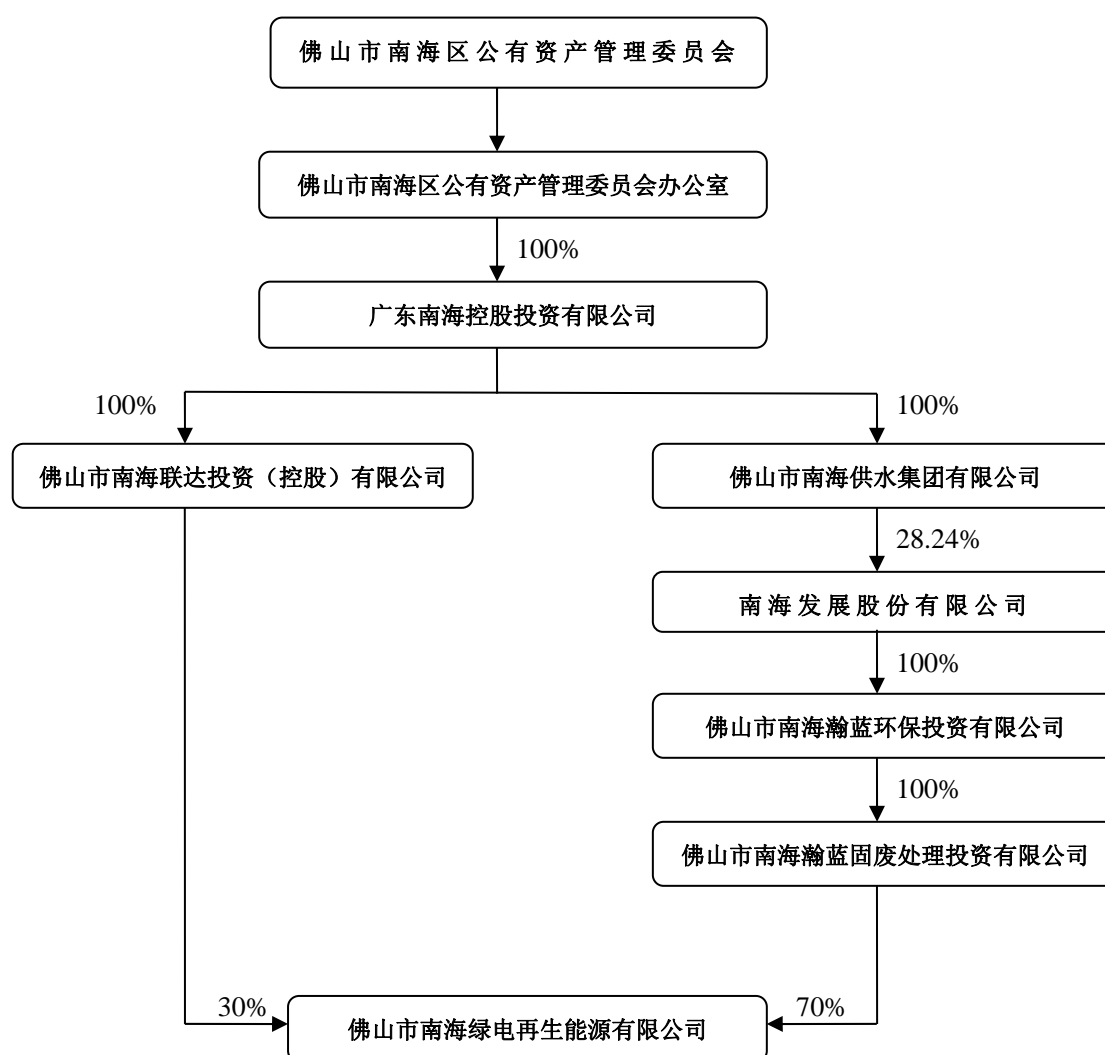 佛山市南海区公有资产管理委员会
佛山市南海区公有资产管理委员会办公室
100%
广东南海控股投资有限公司
100%
100%
佛山市南海联达投资（控股）有限公司
佛山市南海供水集团有限公司
28.24%
南海发展股份有限公司
100%
佛山市南海瀚蓝环保投资有限公司
100%
佛山市南海瀚蓝固废处理投资有限公司
30%
70%
佛山市南海绿电再生能源有限公司